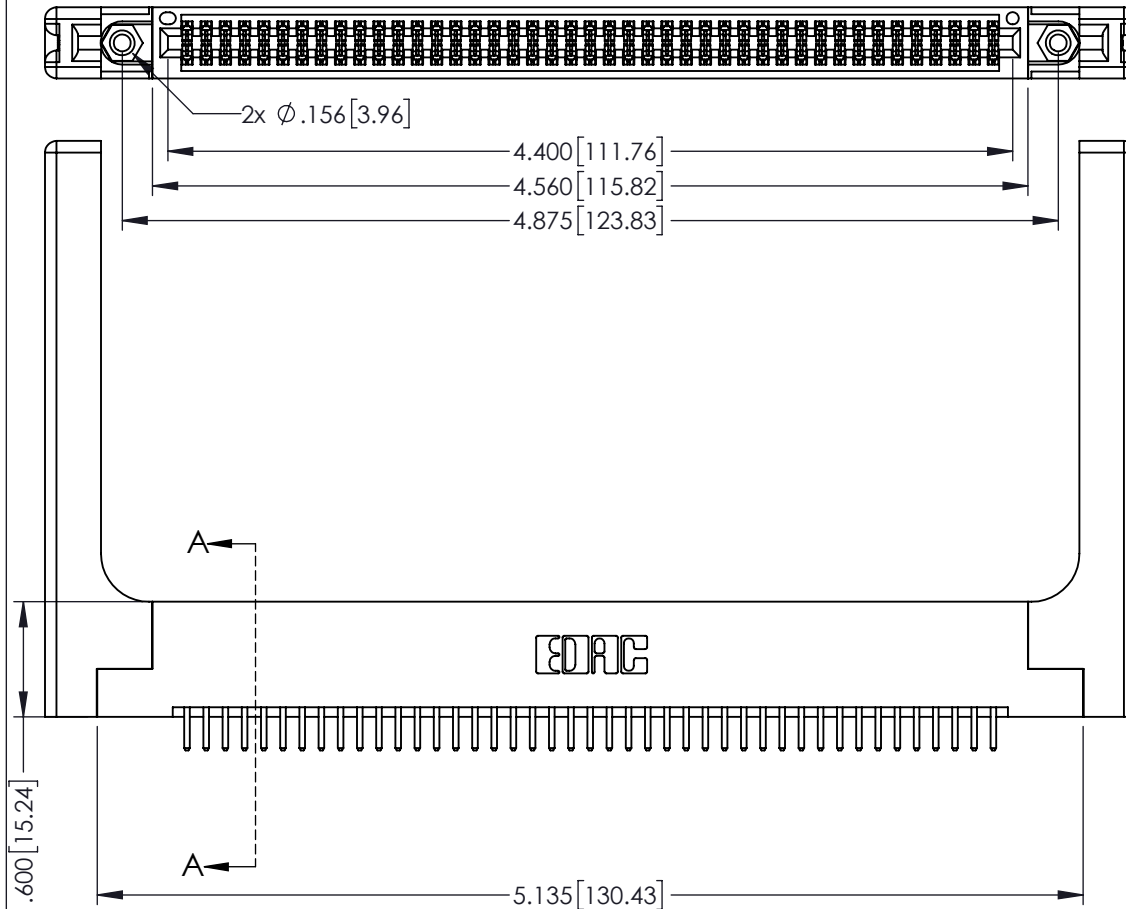 2x Ø.156[3.96]
4.400[111.76]
4.560[115.82]
4.875[123.83]
A
EDAC
.600[15.24]
A
5.135[130.43]